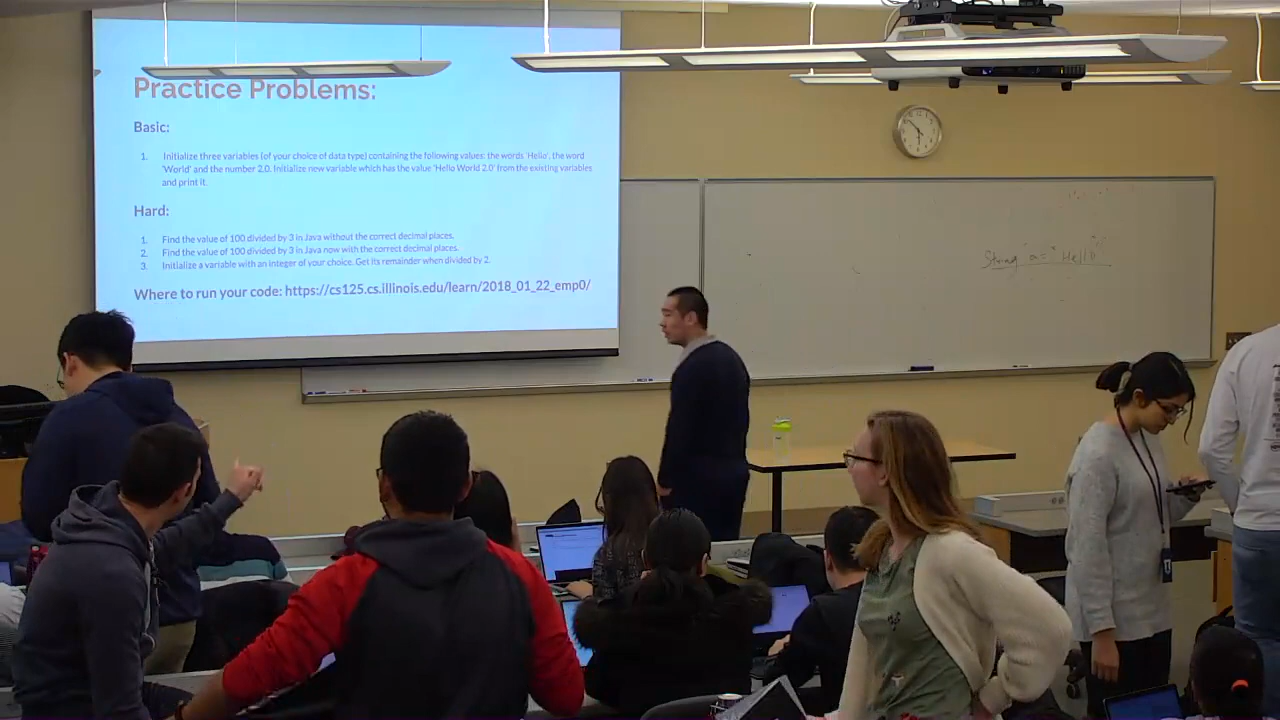 Practice Problems:
Basic:
1. Initialize three variables (of your choice of data type) containing the following values: the words 'Hello', the word
'World' and the number 2.0. Initialize new variable which has the value 'Hello World 2.0' from the existing variables
and print it.
Hard:
1. Find the value of 100 divided by 3 in Java without the correct decimal places.
2. Find the value of 100 divided by 3 in Java now with the correct decimal places.
3. Initialize a variable with an integer of your choice. Get its remainder when divided by 2.
Where to run your code: https://cs125.cs.illinois.edu/learn/2018_01_22_emp0/
String a = "Hello"